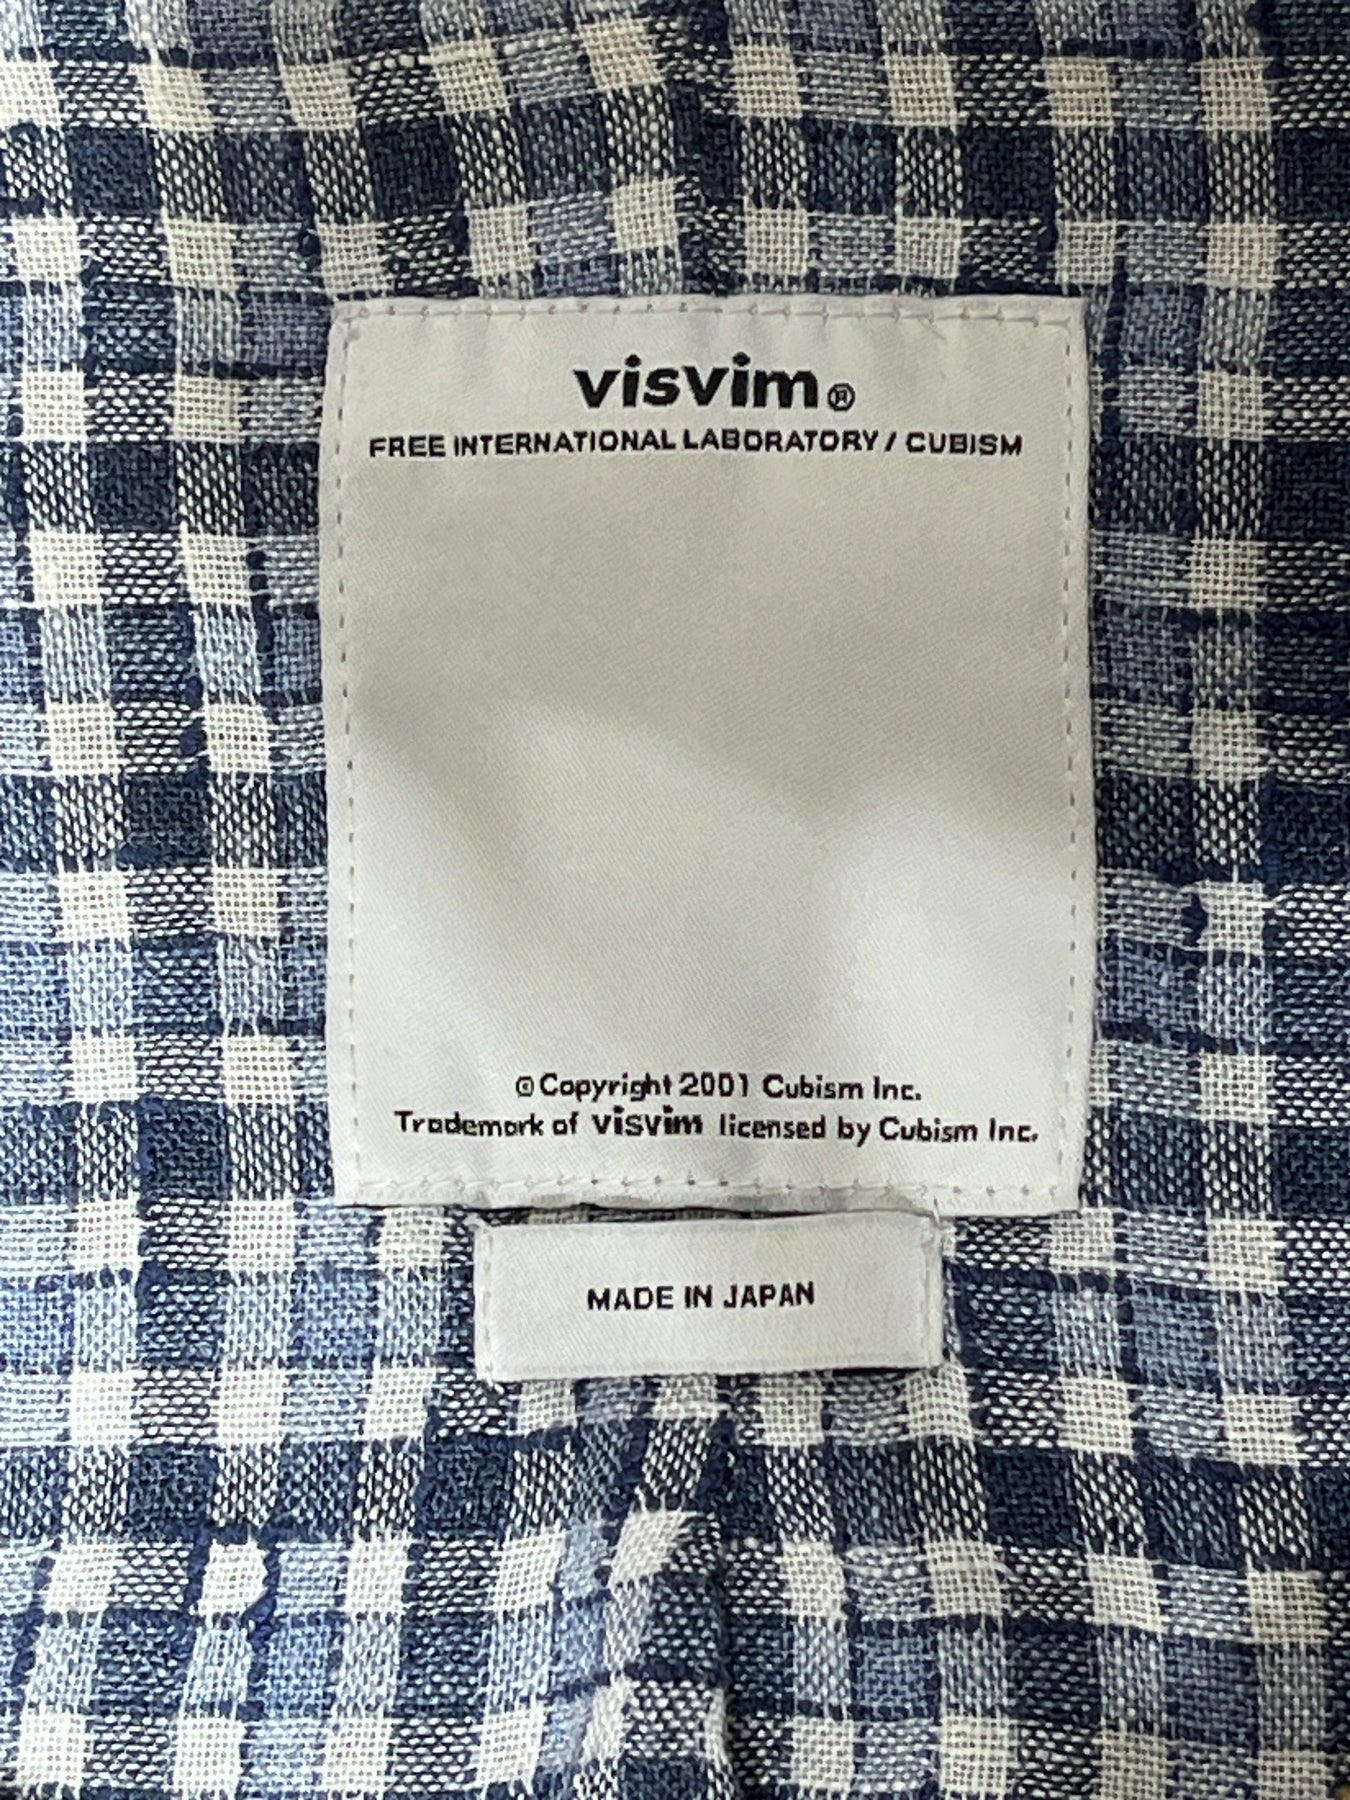 visvim®
FREE INTERNATIONAL LABORATORY / CUBISM
©Copyright 2001 Cubism Inc.
Trademark of visvim licensed by Cubism Inc.
MADE IN JAPAN